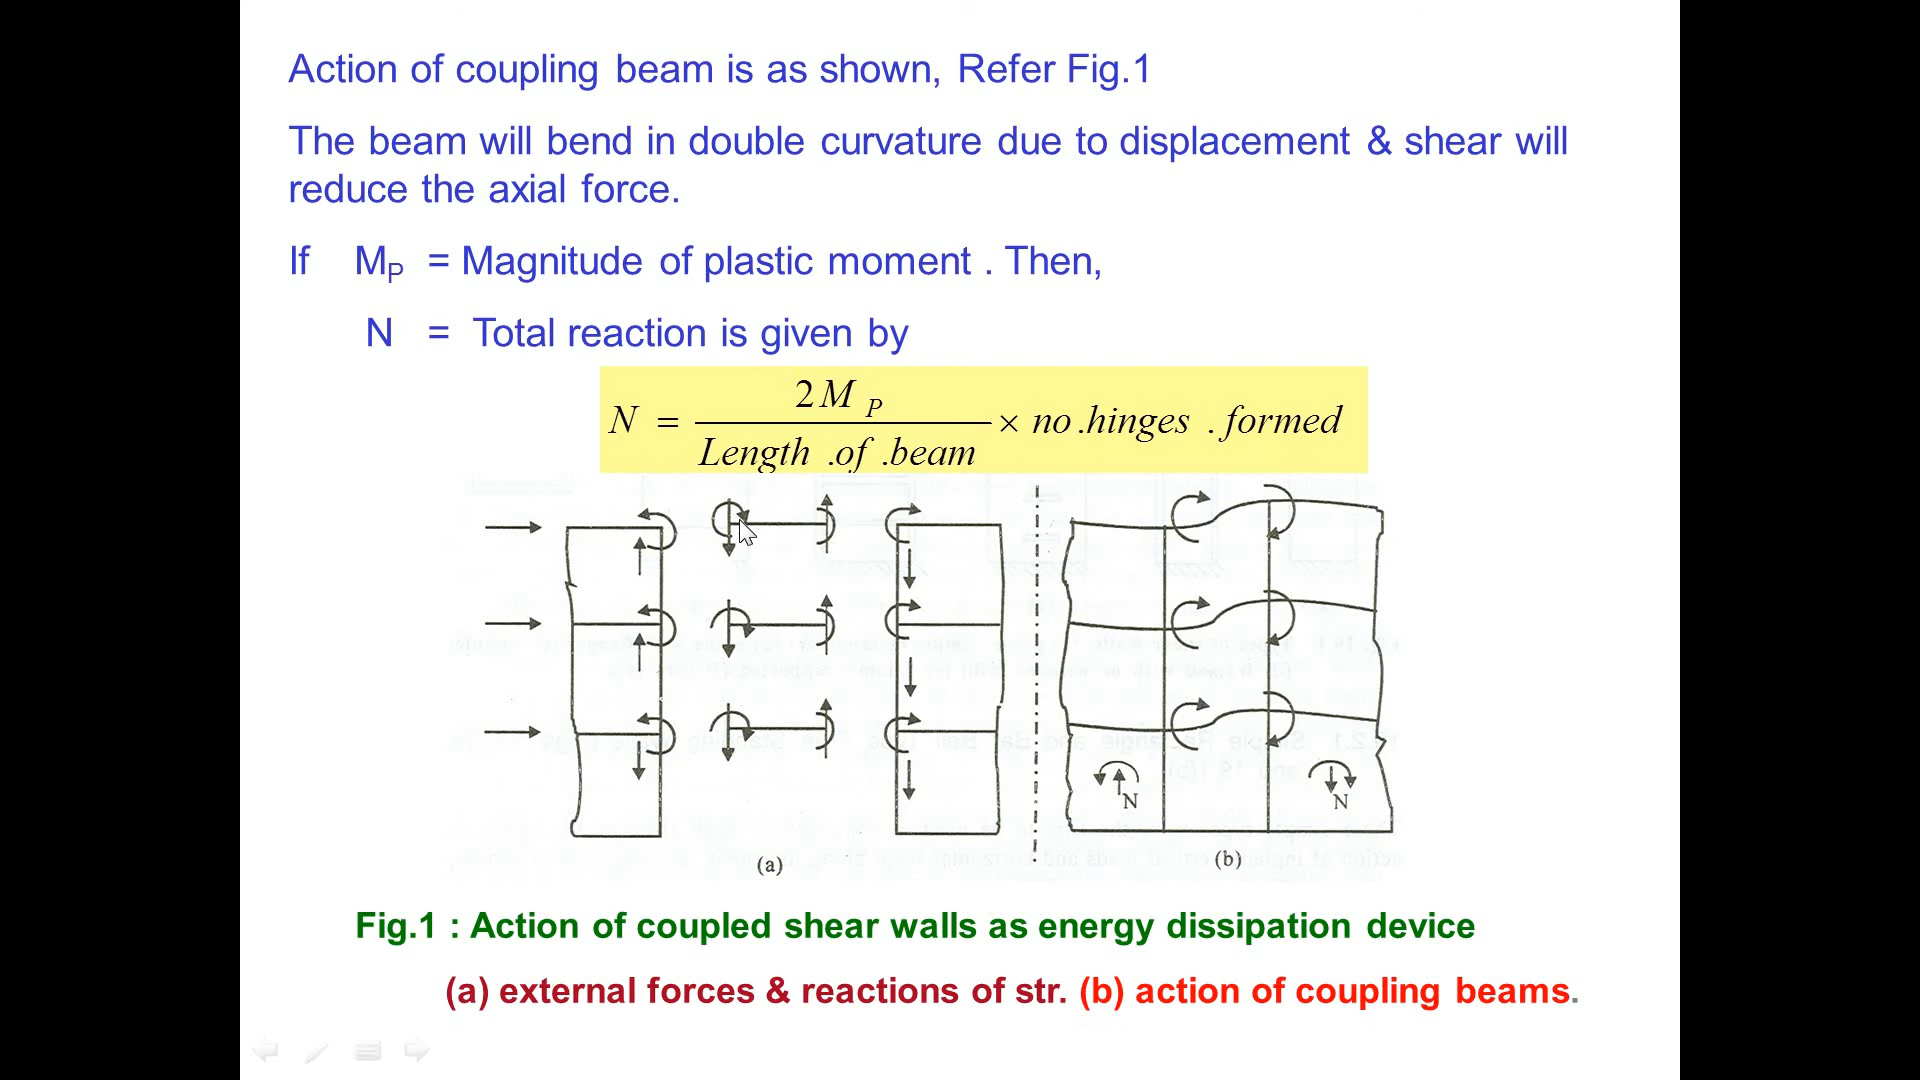 Action of coupling beam is as shown, Refer Fig.1
The beam will bend in double curvature due to displacement & shear will
reduce the axial force.
If M_P = Magnitude of plastic moment . Then,
N = Total reaction is given by
N = 2 M_P / Length .of .beam × no .hinges . formed
N
N
(a)
(b)
Fig.1 : Action of coupled shear walls as energy dissipation device
(a) external forces & reactions of str. (b) action of coupling beams.